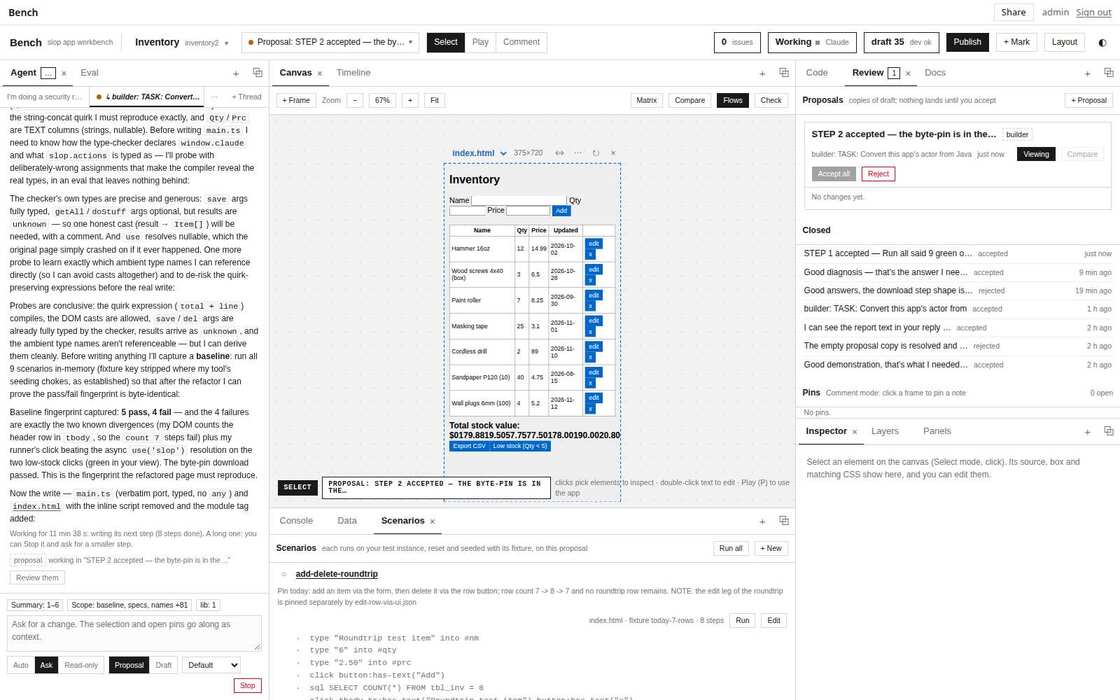 Bench
Share admin Sign out
Bench slop app workbench Inventory inventory2 ▾ Proposal: STEP 2 accepted — the by… ▾ Select Play Comment 0 issues Working Claude draft 35 dev ok Publish + Mark Layout
Agent … × Eval +
I'm doing a security r… ↳ builder: TASK: Convert… ··· + Thread
the string-concat quirk I must reproduce exactly, and Qty / Prc
are TEXT columns (strings, nullable). Before writing main.ts I
need to know how the type-checker declares window.claude
and what slop.actions is typed as — I'll probe with
deliberately-wrong assignments that make the compiler reveal the
real types, in an eval that leaves nothing behind:
The checker's own types are precise and generous: save args
fully typed, getAll / doStuff args optional, but results are
unknown — so one honest cast (result → Item[] ) will be
needed, with a comment. And use resolves nullable, which the
original page simply crashed on if it ever happened. One more
probe to learn exactly which ambient type names I can reference
directly (so I can avoid casts altogether) and to de-risk the quirk-
preserving expressions before the real write:
Probes are conclusive: the quirk expression ( total + line )
compiles, the DOM casts are allowed, save / del args are
already fully typed by the checker, results arrive as unknown , and
the ambient type names aren't referenceable — but I can derive
them cleanly. Before writing anything I'll capture a baseline: run all
9 scenarios in-memory (fixture key stripped where my tool's
seeding chokes, as established) so that after the refactor I can
prove the pass/fail fingerprint is byte-identical:
Baseline fingerprint captured: 5 pass, 4 fail — and the 4 failures
are exactly the two known divergences (my DOM counts the
header row in tbody , so the count 7 steps fail) plus my
runner's click beating the async use('slop') resolution on the
two low-stock clicks (green in your view). The byte-pin download
passed. This is the fingerprint the refactored page must reproduce.
Now the write — main.ts (verbatim port, typed, no any ) and
index.html with the inline script removed and the module tag
added:
Working for 11 min 38 s: writing its next step (8 steps done). A long one: you
can Stop it and ask for a smaller step.
proposal working in "STEP 2 accepted — the byte-pin is in the …"
Review them
Summary: 1–6 Scope: baseline, specs, names +81 lib: 1
Ask for a change. The selection and open pins go along as
context.
Auto Ask Read-only Proposal Draft Default
Stop
Canvas × Timeline +
+ Frame Zoom − 67% + Fit Matrix Compare Flows Check
index.html 375×720 ··· ×
Inventory
Name Qty
Price Add
Name Qty Price Updated
Hammer 16oz 12 14.99 2026-10-02 edit x
Wood screws 4x40 (box) 3 6.5 2026-10-28 edit x
Paint roller 7 8.25 2026-09-30 edit x
Masking tape 25 3.1 2026-11-01 edit x
Cordless drill 2 89 2026-11-10 edit x
Sandpaper P120 (10) 40 4.75 2026-08-15 edit x
Wall plugs 6mm (100) 4 5.2 2026-11-12 edit x
Total stock value:
$0179.8819.5057.7577.50178.00190.0020.80
Export CSV Low stock (Qty < 5)
SELECT PROPOSAL: STEP 2 ACCEPTED — THE BYTE-PIN IS IN THE… clicks pick elements to inspect · double-click text to edit · Play (P) to use the app
Console Data Scenarios × +
Scenarios each runs on your test instance, reset and seeded with its fixture, on this proposal Run all + New
add-delete-roundtrip
Pin today: add an item via the form, then delete it via the row button; row count 7 -> 8 -> 7 and no roundtrip row remains. NOTE: the edit leg of the roundtrip
is pinned separately by edit-row-via-ui.json
index.html · fixture today-7-rows · 8 steps Run Edit
· type "Roundtrip test item" into #nm
· type "6" into #qty
· type "2.50" into #prc
· click button:has-text("Add")
· sql SELECT COUNT(*) FROM tbl_inv = 8
Code Review 1 Docs +
Proposals copies of draft; nothing lands until you accept + Proposal
STEP 2 accepted — the byte-pin is in the… builder
builder: TASK: Convert this app's actor from Java just now Viewing Compare
Accept all Reject
No changes yet.
Closed
STEP 1 accepted — Run all said 9 green o… accepted just now
Good diagnosis — that's the answer I nee… accepted 9 min ago
Good answers, the download step shape is… rejected 19 min ago
builder: TASK: Convert this app's actor from accepted 1 h ago
I can see the report text in your reply … accepted 2 h ago
The empty proposal copy is resolved and … rejected 2 h ago
Good demonstration, that's what I needed… accepted 2 h ago
Pins Comment mode: click a frame to pin a note 0 open
No pins.
Inspector × Layers Panels +
Select an element on the canvas (Select mode, click). Its source, box and
matching CSS show here, and you can edit them.